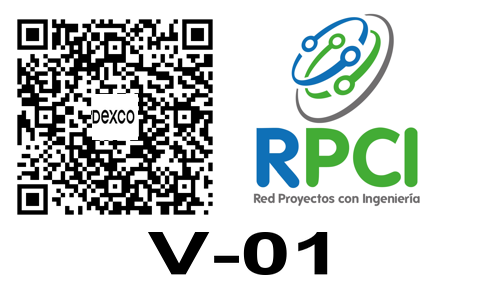 Dexco
RPCI
Red Proyectos con Ingeniería
V-01